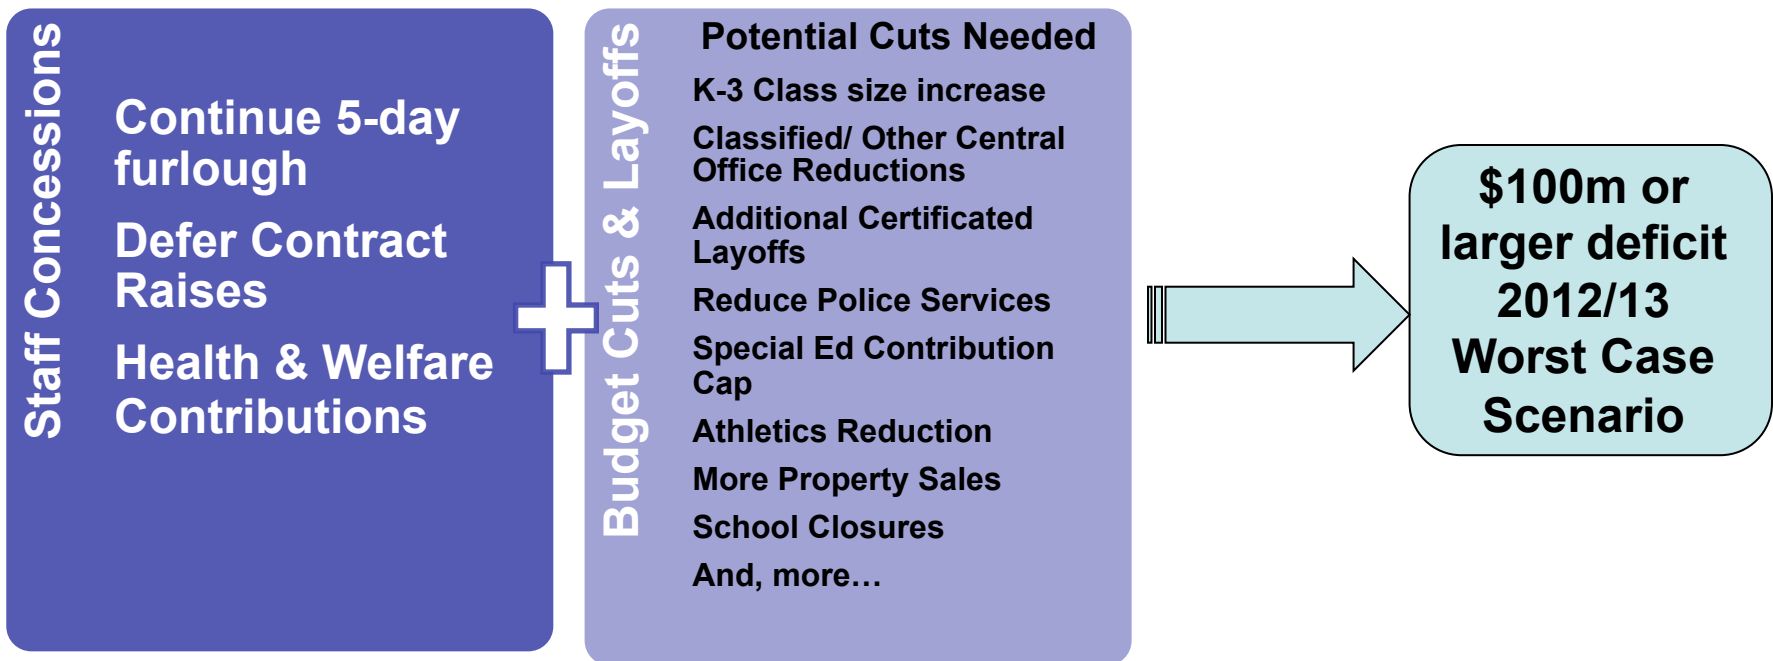 Staff Concessions
Continue 5-day
furlough
Defer Contract
Raises
Health & Welfare
Contributions
Budget Cuts & Layoffs
Potential Cuts Needed
K-3 Class size increase
Classified/ Other Central
Office Reductions
Additional Certificated
Layoffs
Reduce Police Services
Special Ed Contribution
Cap
Athletics Reduction
More Property Sales
School Closures
And, more…
$100m or
larger deficit
2012/13
Worst Case
Scenario